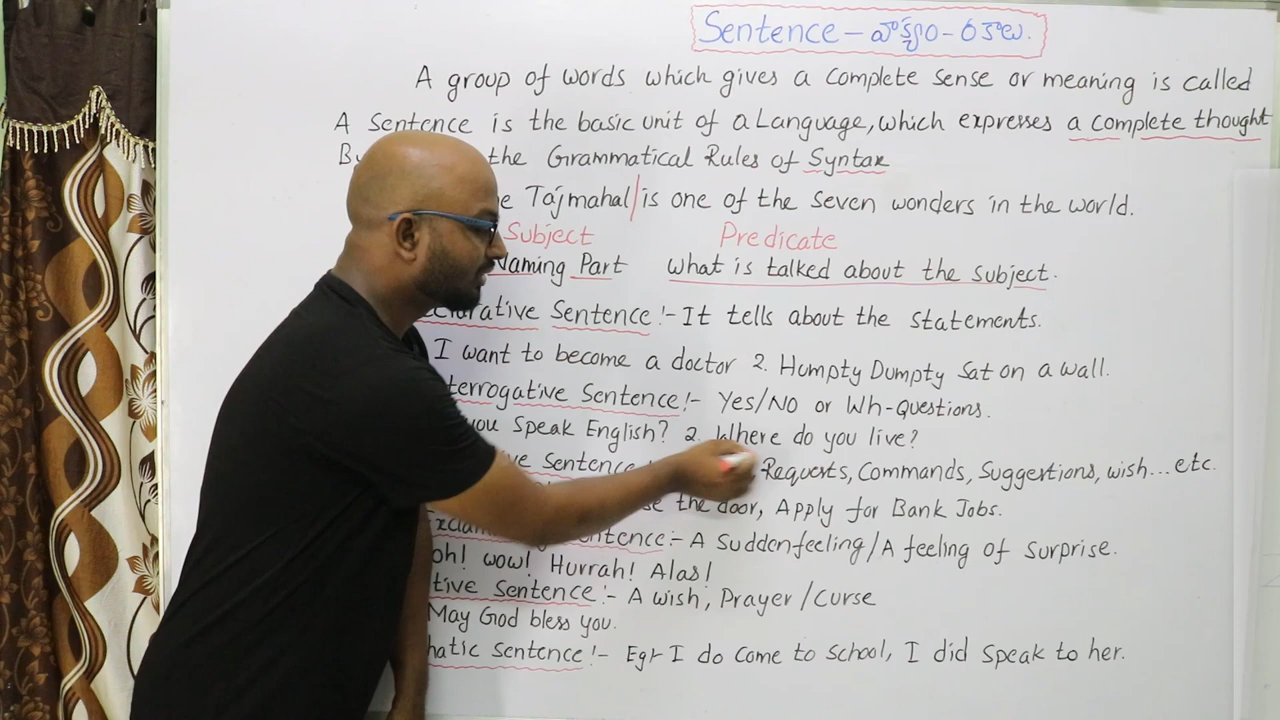 Sentence - వాక్యం - రకాలు.
A group of words which gives a complete sense or meaning is called
A Sentence is the basic unit of a Language, which expresses a complete thought
By the Grammatical Rules of Syntax
Tajmahal/is one of the Seven wonders in the world.
Subject Predicate
Naming Part What is talked about the subject.
Sentence:- It tells about the statements.
I want to become a doctor 2. Humpty Dumpty Sat on a wall.
terrogative Sentence:- Yes/No or Wh-Questions.
you Speak English? 2. Where do you live?
ve Sentence Requests, Commands, Suggestions, wish...etc.
se the door, Apply for Bank Jobs.
Excla ntence:- A Sudden feeling/A feeling of surprise.
oh! wow! Hurrah! Alas!
tive Sentence:- A wish, Prayer/Curse
May God bless you.
hatic Sentence:- Eg:- I do come to School, I did Speak to her.